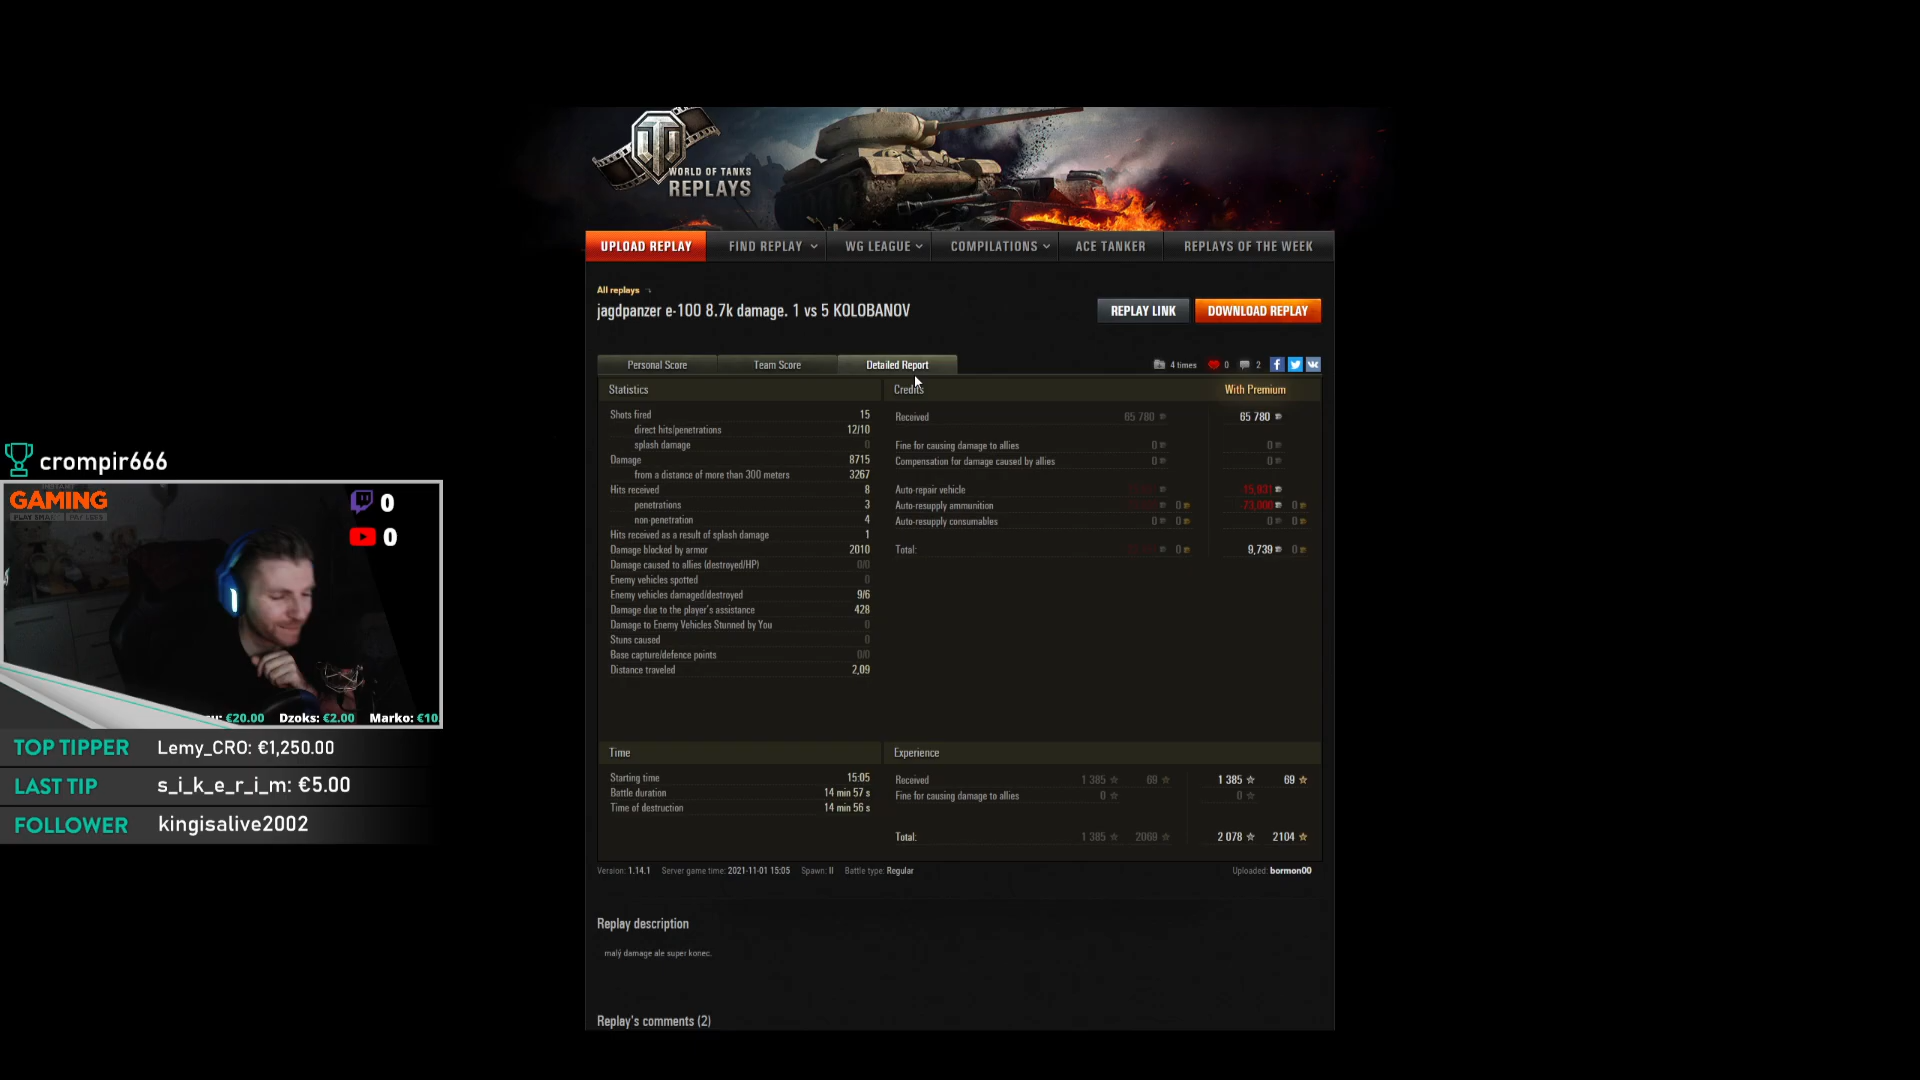 WORLD OF TANKS
REPLAYS
UPLOAD REPLAY
FIND REPLAY
WG LEAGUE
COMPILATIONS
ACE TANKER
REPLAYS OF THE WEEK
All replays
jagdpanzer e-100 8.7k damage. 1 vs 5 KOLOBANOV
REPLAY LINK
DOWNLOAD REPLAY
Personal Score
Team Score
Detailed Report
4 times
0
2
Statistics
Shots fired 15
direct hits/penetrations 12/10
splash damage 0
Damage 8715
from a distance of more than 300 meters 3267
Hits received 8
penetrations 3
non-penetration 4
Hits received as a result of splash damage 1
Damage blocked by armor 2010
Damage caused to allies (destroyed/HP) 0/0
Enemy vehicles spotted 0
Enemy vehicles damaged/destroyed 9/6
Damage due to the player's assistance 428
Damage to Enemy Vehicles Stunned by You 0
Stuns caused 0
Base capture/defence points 0/0
Distance traveled 2,09
Credits With Premium
Received 65 780 65 780
Fine for causing damage to allies 0 0
Compensation for damage caused by allies 0 0
Auto-repair vehicle -15,031
Auto-resupply ammunition 0 -73,000 0
Auto-resupply consumables 0 0 0 0
Total: 0 9,739 0
Time
Starting time 15:05
Battle duration 14 min 57 s
Time of destruction 14 min 56 s
Experience
Received 1 385 69 1 385 69
Fine for causing damage to allies 0 0
Total: 1 385 2069 2 078 2104
Version: 1.14.1 Server game time: 2021-11-01 15:05 Spawn: II Battle type: Regular
Uploaded: bormon00
Replay description
malý damage ale super konec.
Replay's comments (2)
crompir666
INSTANT
GAMING
0
0
€20.00 Dzoks: €2.00 Marko: €10
TOP TIPPER Lemy_CRO: €1,250.00
LAST TIP s_i_k_e_r_i_m: €5.00
FOLLOWER kingisalive2002